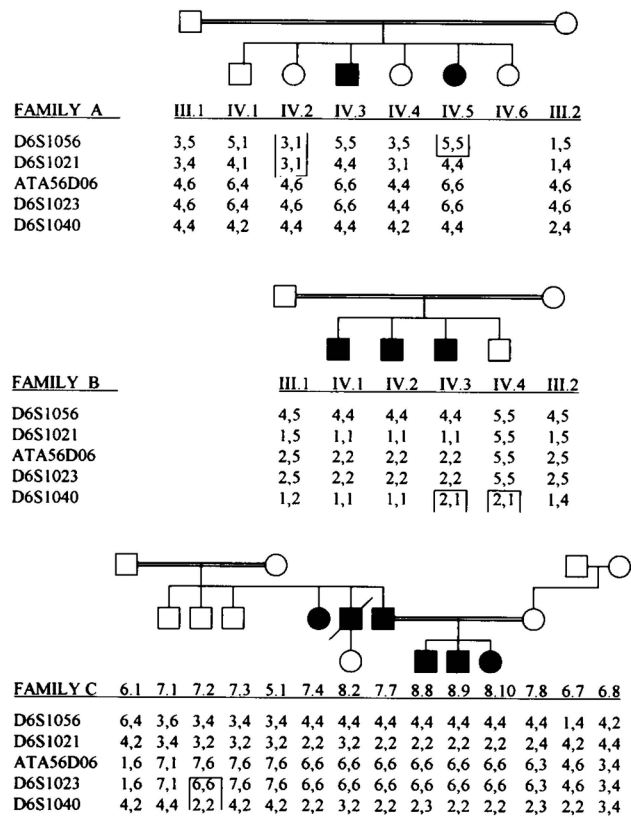 FAMILY A III.1 IV.1 IV.2 IV.3 IV.4 IV.5 IV.6 III.2
D6S1056 3,5 5,1 3,1 5,5 3,5 5,5 1,5
D6S1021 3,4 4,1 3,1 4,4 3,1 4,4 1,4
ATA56D06 4,6 6,4 4,6 6,6 4,4 6,6 4,6
D6S1023 4,6 6,4 4,6 6,6 4,4 6,6 4,6
D6S1040 4,4 4,2 4,4 4,4 4,2 4,4 2,4
FAMILY B III.1 IV.1 IV.2 IV.3 IV.4 III.2
D6S1056 4,5 4,4 4,4 4,4 5,5 4,5
D6S1021 1,5 1,1 1,1 1,1 5,5 1,5
ATA56D06 2,5 2,2 2,2 2,2 5,5 2,5
D6S1023 2,5 2,2 2,2 2,2 5,5 2,5
D6S1040 1,2 1,1 1,1 2,1 2,1 1,4
FAMILY C 6.1 7.1 7.2 7.3 5.1 7.4 8.2 7.7 8.8 8.9 8.10 7.8 6.7 6.8
D6S1056 6,4 3,6 3,4 3,4 3,4 4,4 4,4 4,4 4,4 4,4 4,4 4,4 1,4 4,2
D6S1021 4,2 3,4 3,2 3,2 3,2 2,2 3,2 2,2 2,2 2,2 2,2 2,4 4,2 4,4
ATA56D06 1,6 7,1 7,6 7,6 7,6 6,6 6,6 6,6 6,6 6,6 6,6 6,3 4,6 3,4
D6S1023 1,6 7,1 6,6 7,6 7,6 6,6 6,6 6,6 6,6 6,6 6,6 6,3 4,6 3,4
D6S1040 4,2 4,4 2,2 4,2 4,2 2,2 3,2 2,2 2,3 2,2 2,2 2,3 2,2 3,4